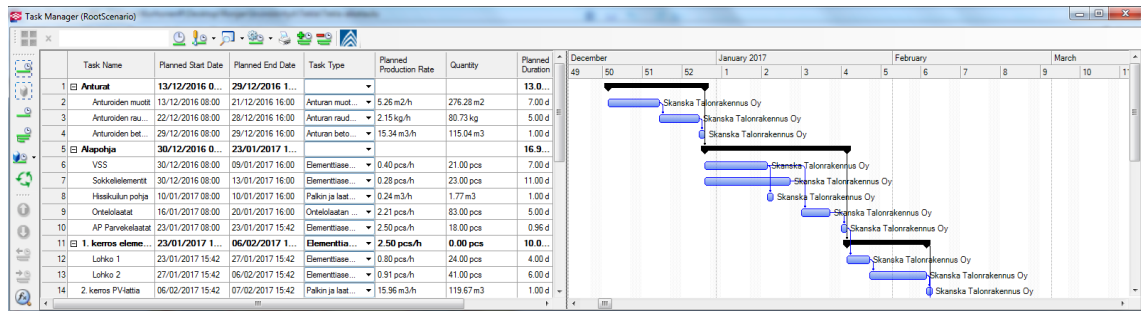 Task Manager (RootScenario)
Task Name Planned Start Date Planned End Date Task Type Planned Production Rate Quantity Planned Duration
December January 2017 February March
49 50 51 52 1 2 3 4 5 6 7 8 9 10 11
1 Anturat 13/12/2016 0... 29/12/2016 1... 13.0...
2 Anturoiden muotit 13/12/2016 08:00 21/12/2016 16:00 Anturan muot... 5.26 m2/h 276.28 m2 7.00 d Skanska Talonrakennus Oy
3 Anturoiden rau... 22/12/2016 08:00 28/12/2016 16:00 Anturan raud... 2.15 kg/h 80.73 kg 5.00 d Skanska Talonrakennus Oy
4 Anturoiden bet... 29/12/2016 08:00 29/12/2016 16:00 Anturan beto... 15.34 m3/h 115.04 m3 1.00 d Skanska Talonrakennus Oy
5 Alapohja 30/12/2016 0... 23/01/2017 1... 16.9...
6 VSS 30/12/2016 08:00 09/01/2017 16:00 Elementtiase... 0.40 pcs/h 21.00 pcs 7.00 d Skanska Talonrakennus Oy
7 Sokkelielementit 30/12/2016 08:00 13/01/2017 16:00 Elementtiase... 0.28 pcs/h 23.00 pcs 11.00 d Skanska Talonrakennus Oy
8 Hissikuilun pohja 10/01/2017 08:00 10/01/2017 16:00 Palkin ja laat... 0.24 m3/h 1.77 m3 1.00 d Skanska Talonrakennus Oy
9 Ontelolaatat 16/01/2017 08:00 20/01/2017 16:00 Ontelolaatan ... 2.21 pcs/h 83.00 pcs 5.00 d Skanska Talonrakennus Oy
10 AP Parvekelaatat 23/01/2017 08:00 23/01/2017 15:42 Elementtiase... 2.50 pcs/h 18.00 pcs 0.96 d Skanska Talonrakennus Oy
11 1. kerros eleme... 23/01/2017 1... 06/02/2017 1... Elementtia... 2.50 pcs/h 0.00 pcs 10.0...
12 Lohko 1 23/01/2017 15:42 27/01/2017 15:42 Elementtiase... 0.80 pcs/h 24.00 pcs 4.00 d Skanska Talonrakennus Oy
13 Lohko 2 27/01/2017 15:42 06/02/2017 15:42 Elementtiase... 0.91 pcs/h 41.00 pcs 6.00 d Skanska Talonrakennus Oy
14 2. kerros PV-lattia 06/02/2017 15:42 07/02/2017 15:42 Palkin ja laat... 15.96 m3/h 119.67 m3 1.00 d Skanska Talonrakennus Oy